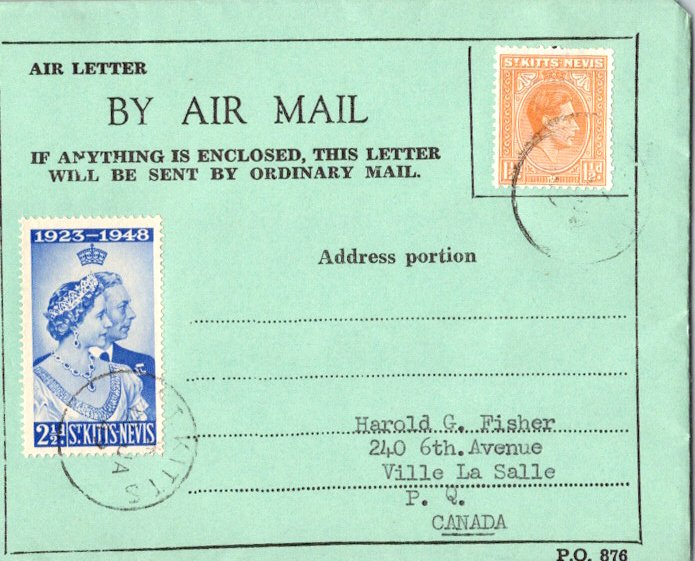 AIR LETTER
BY AIR MAIL
IF ANYTHING IS ENCLOSED, THIS LETTER
WILL BE SENT BY ORDINARY MAIL.
ST KITTS-NEVIS
1½d 1½d
1923-1948
2½d ST KITTS-NEVIS
T. KITTS
JA
Address portion
Harold G. Fisher
240 6th. Avenue
Ville La Salle
P. Q.
CANADA
P.O. 876